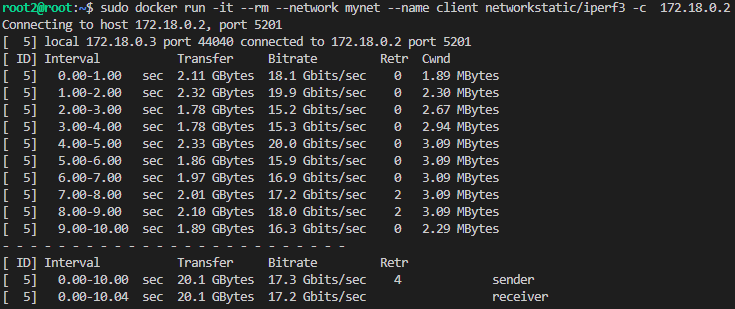 root2@root:~$ sudo docker run -it --rm --network mynet --name client networkstatic/iperf3 -c  172.18.0.2
Connecting to host 172.18.0.2, port 5201
[  5] local 172.18.0.3 port 44040 connected to 172.18.0.2 port 5201
[ ID] Interval           Transfer     Bitrate         Retr  Cwnd
[  5]   0.00-1.00   sec  2.11 GBytes  18.1 Gbits/sec    0   1.89 MBytes
[  5]   1.00-2.00   sec  2.32 GBytes  19.9 Gbits/sec    0   2.30 MBytes
[  5]   2.00-3.00   sec  1.78 GBytes  15.2 Gbits/sec    0   2.67 MBytes
[  5]   3.00-4.00   sec  1.78 GBytes  15.3 Gbits/sec    0   2.94 MBytes
[  5]   4.00-5.00   sec  2.33 GBytes  20.0 Gbits/sec    0   3.09 MBytes
[  5]   5.00-6.00   sec  1.86 GBytes  15.9 Gbits/sec    0   3.09 MBytes
[  5]   6.00-7.00   sec  1.97 GBytes  16.9 Gbits/sec    0   3.09 MBytes
[  5]   7.00-8.00   sec  2.01 GBytes  17.2 Gbits/sec    2   3.09 MBytes
[  5]   8.00-9.00   sec  2.10 GBytes  18.0 Gbits/sec    2   3.09 MBytes
[  5]   9.00-10.00  sec  1.89 GBytes  16.3 Gbits/sec    0   2.29 MBytes
- - - - - - - - - - - - - - - - - - - - - - - - -
[ ID] Interval           Transfer     Bitrate         Retr
[  5]   0.00-10.00  sec  20.1 GBytes  17.3 Gbits/sec    4             sender
[  5]   0.00-10.04  sec  20.1 GBytes  17.2 Gbits/sec                  receiver